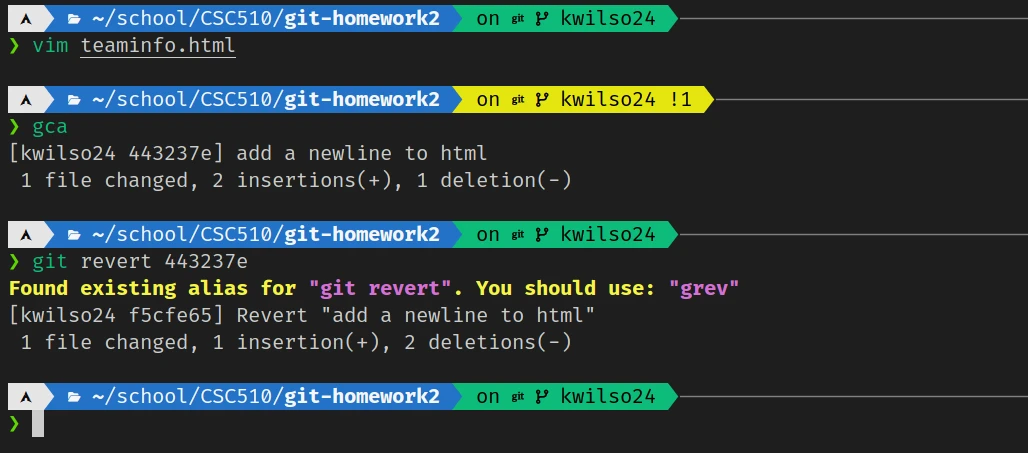 ~/school/CSC510/git-homework2 on git kwilso24
❯ vim teaminfo.html
~/school/CSC510/git-homework2 on git kwilso24 !1
❯ gca
[kwilso24 443237e] add a newline to html
1 file changed, 2 insertions(+), 1 deletion(-)
~/school/CSC510/git-homework2 on git kwilso24
❯ git revert 443237e
Found existing alias for "git revert". You should use: "grev"
[kwilso24 f5cfe65] Revert "add a newline to html"
1 file changed, 1 insertion(+), 2 deletions(-)
~/school/CSC510/git-homework2 on git kwilso24
❯